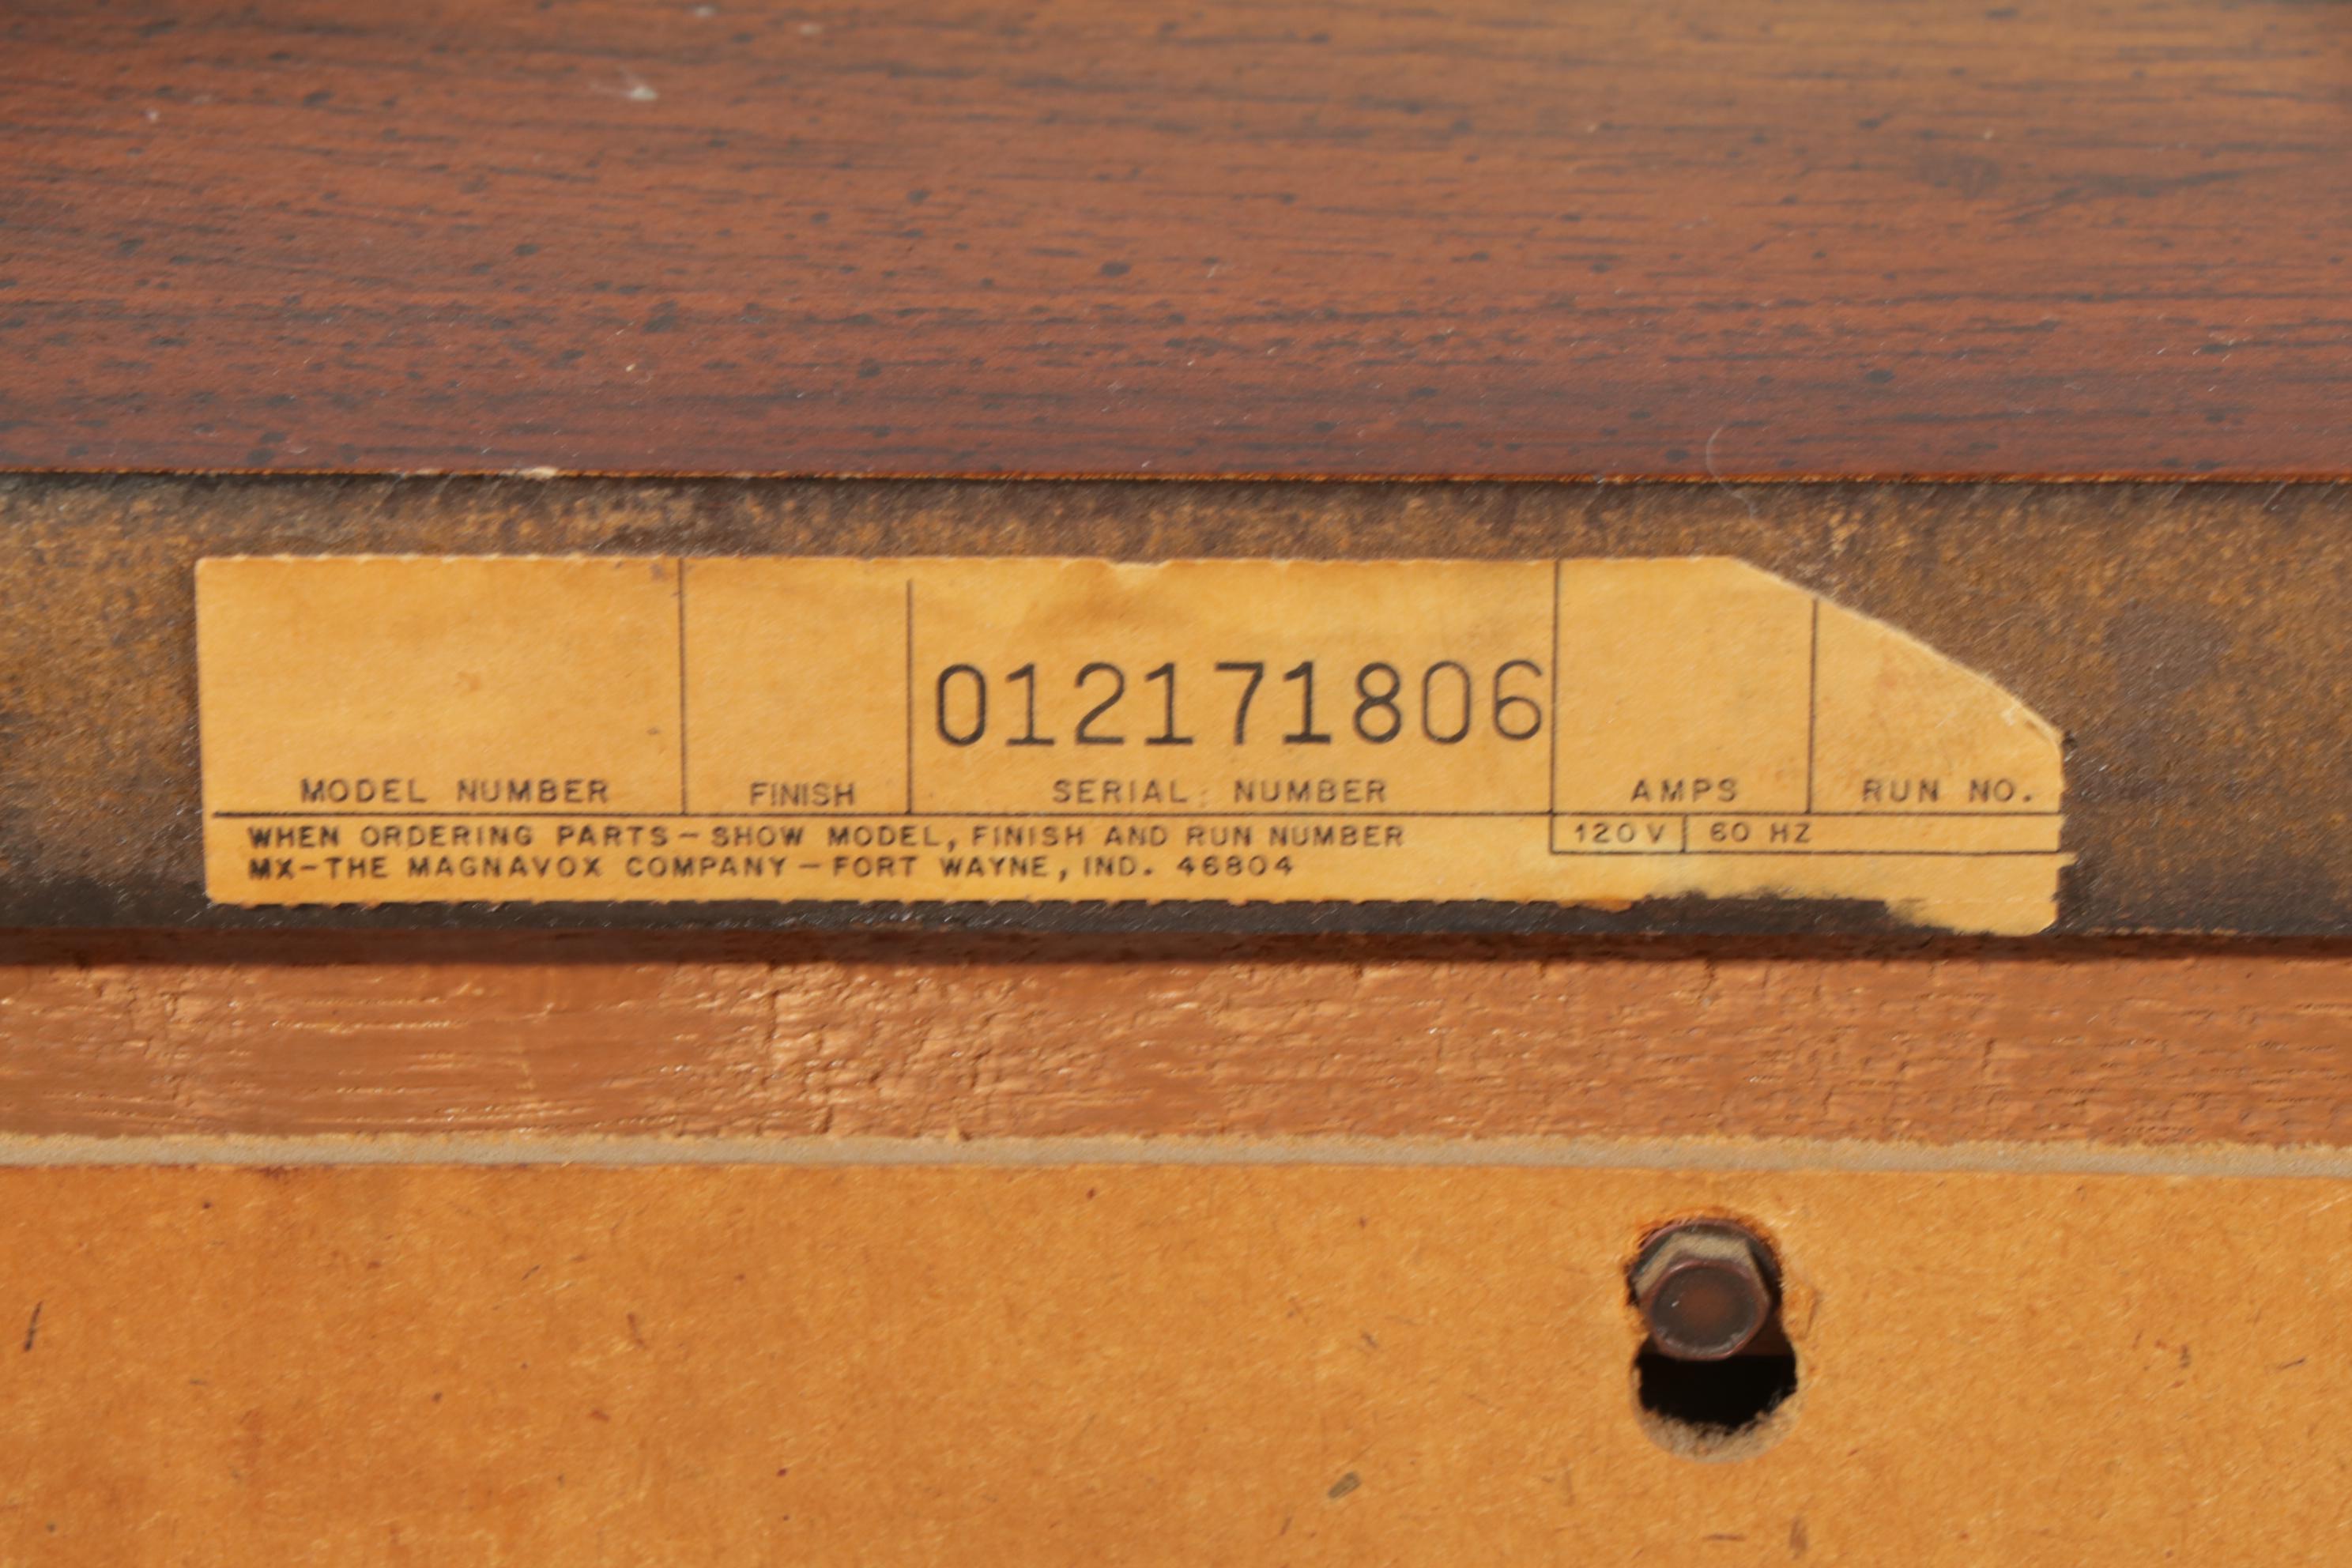 012171806
MODEL NUMBER FINISH SERIAL NUMBER AMPS RUN NO.
WHEN ORDERING PARTS - SHOW MODEL, FINISH AND RUN NUMBER 120V 60 HZ
MX-THE MAGNAVOX COMPANY - FORT WAYNE, IND. 46804